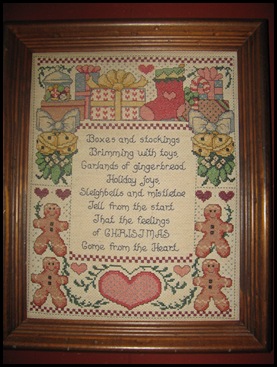 Boxes and stockings
Brimming with toys,
Garlands of gingerbread
Holiday Joys,
Sleighbells and mistletoe
Tell from the start
That the feelings
of CHRISTMAS
Come from the Heart